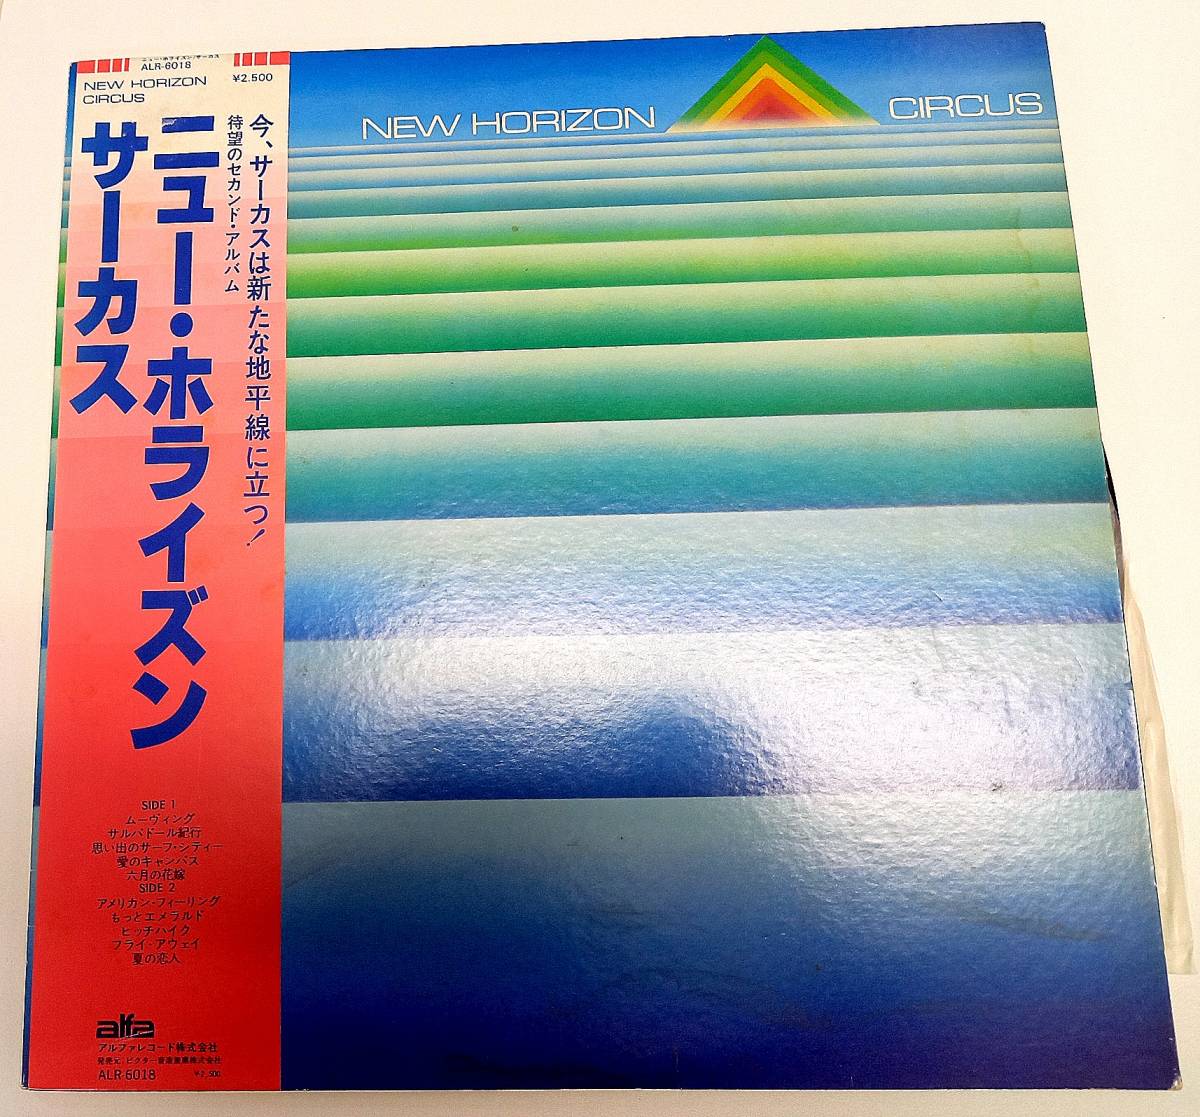 ニュー・ホライズン/サーカス
ALR-6018
¥2,500
NEW HORIZON
CIRCUS
今、サーカスは新たな地平線に立つ!
待望のセカンド・アルバム
ニュー・ホライズン
サーカス
SIDE 1
ムーヴィング
サルバドール紀行
思い出のサーフ・シティー
愛のキャンバス
六月の花嫁
SIDE 2
アメリカン・フィーリング
もっとエメラルド
ヒッチハイク
フライ・アウェイ
夏の恋人
alfa
アルファレコード株式会社
発売元、ビクター音楽産業株式会社
ALR-6018 ¥2,500
NEW HORIZON CIRCUS